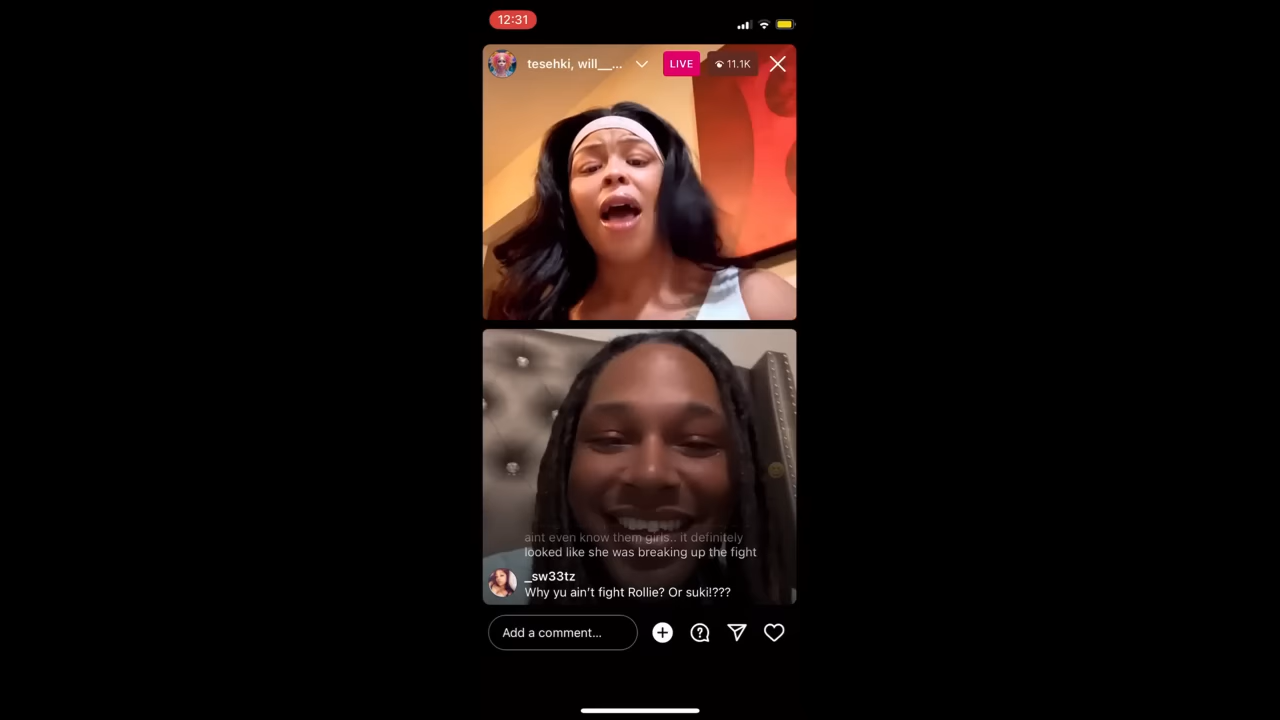 12:31
tesehki, will__...
LIVE
11.1K
aint even know them girls.. it definitely
looked like she was breaking up the fight
_sw33tz
Why yu ain't fight Rollie? Or suki!???
Add a comment...